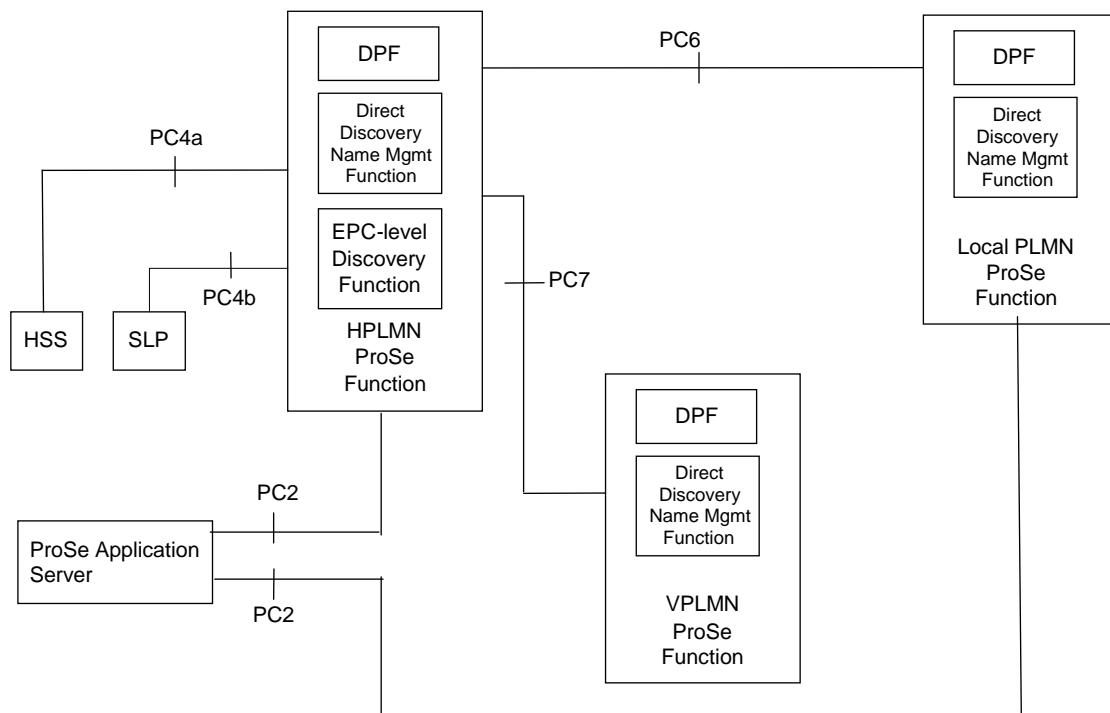 DPF
Direct
Discovery
Name Mgmt
Function
EPC-level
Discovery
Function
HPLMN
ProSe
Function
PC6
DPF
Direct
Discovery
Name Mgmt
Function
Local PLMN
ProSe
Function
PC4a
PC4b
HSS
SLP
PC7
DPF
Direct
Discovery
Name Mgmt
Function
VPLMN
ProSe
Function
PC2
ProSe Application
Server
PC2